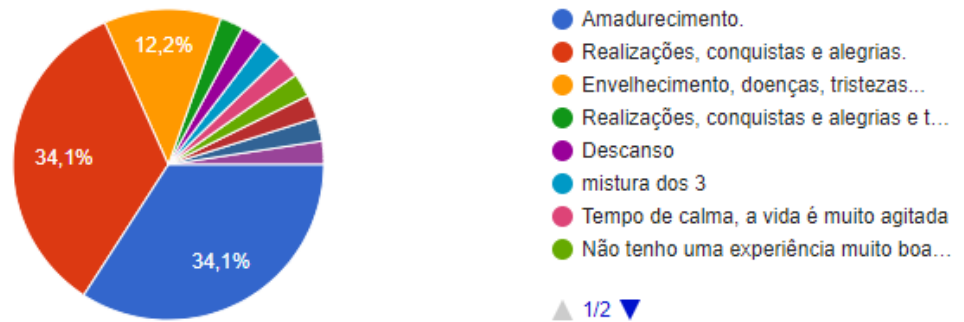 12,2%
34,1%
34,1%
Amadurecimento.
Realizações, conquistas e alegrias.
Envelhecimento, doenças, tristezas...
Realizações, conquistas e alegrias e t...
Descanso
mistura dos 3
Tempo de calma, a vida é muito agitada
Não tenho uma experiência muito boa...
1/2